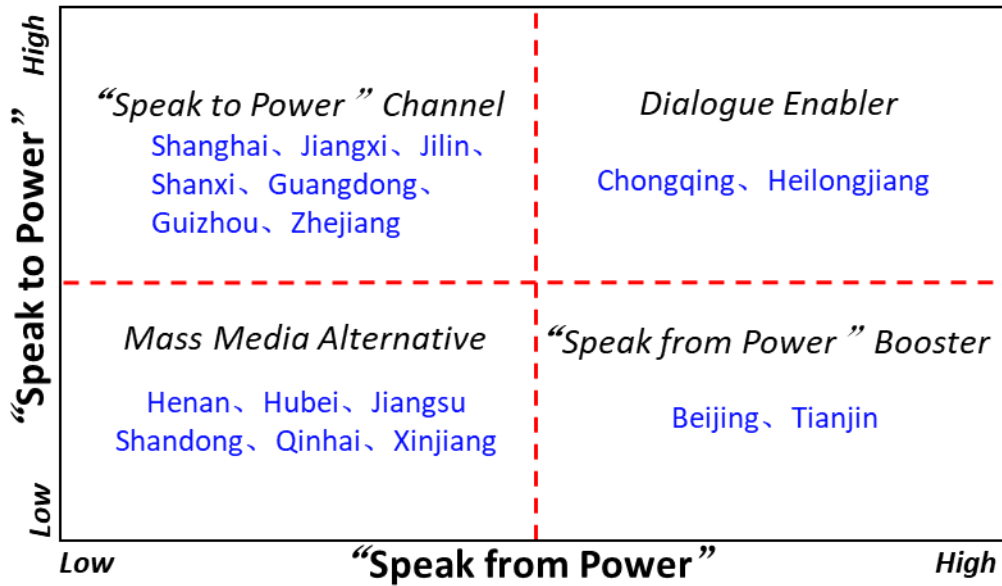 High
"Speak to Power"
Low
“Speak to Power ” Channel
Shanghai、Jiangxi、Jilin、
Shanxi、Guangdong、
Guizhou、Zhejiang
Dialogue Enabler
Chongqing、Heilongjiang
Mass Media Alternative
Henan、Hubei、Jiangsu
Shandong、Qinhai、Xinjiang
“Speak from Power ” Booster
Beijing、Tianjin
Low
“Speak from Power”
High